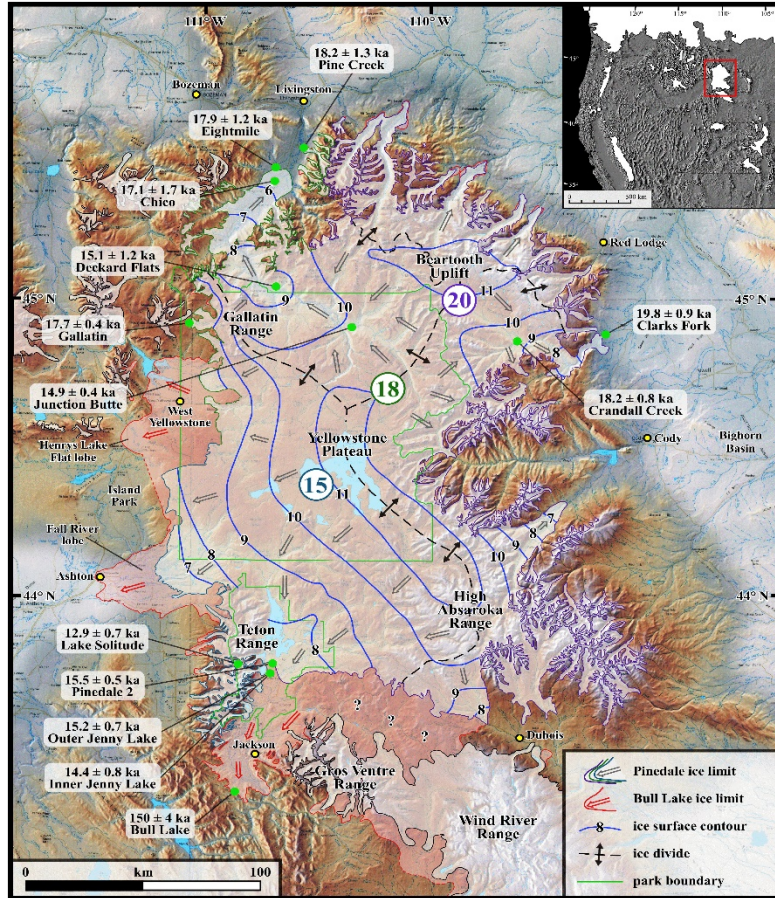 111° W
110° W
120°W
115°W
110°W
105°W
45°N
40°N
35°N
0
500 km
18.2 ± 1.3 ka
Pine Creek
Bozeman
Livingston
17.9 ± 1.2 ka
Eightmile
17.1 ± 1.7 ka
Chico
6
7
8
15.1 ± 1.2 ka
Deckard Flats
9
10
Beartooth
Uplift
Red Lodge
45° N
45° N
20
11
10
9
8
Gallatin
Range
17.7 ± 0.4 ka
Gallatin
19.8 ± 0.9 ka
Clarks Fork
14.9 ± 0.4 ka
Junction Butte
18
18.2 ± 0.8 ka
Crandall Creek
West
Yellowstone
Henrys Lake
Flat lobe
Yellowstone
Plateau
Cody
Bighorn
Basin
15
11
10
9
8
7
Island
Park
Fall River
lobe
Ashton
7
8
9
10
44° N
44° N
High
Absaroka
Range
Teton
Range
8
12.9 ± 0.7 ka
Lake Solitude
15.5 ± 0.5 ka
Pinedale 2
15.2 ± 0.7 ka
Outer Jenny Lake
14.4 ± 0.8 ka
Inner Jenny Lake
9
8
? ? ?
Jackson
Dubois
150 ± 4 ka
Bull Lake
Gros Ventre
Range
Wind River
Range
Pinedale ice limit
Bull Lake ice limit
8
ice surface contour
ice divide
park boundary
km
0
100